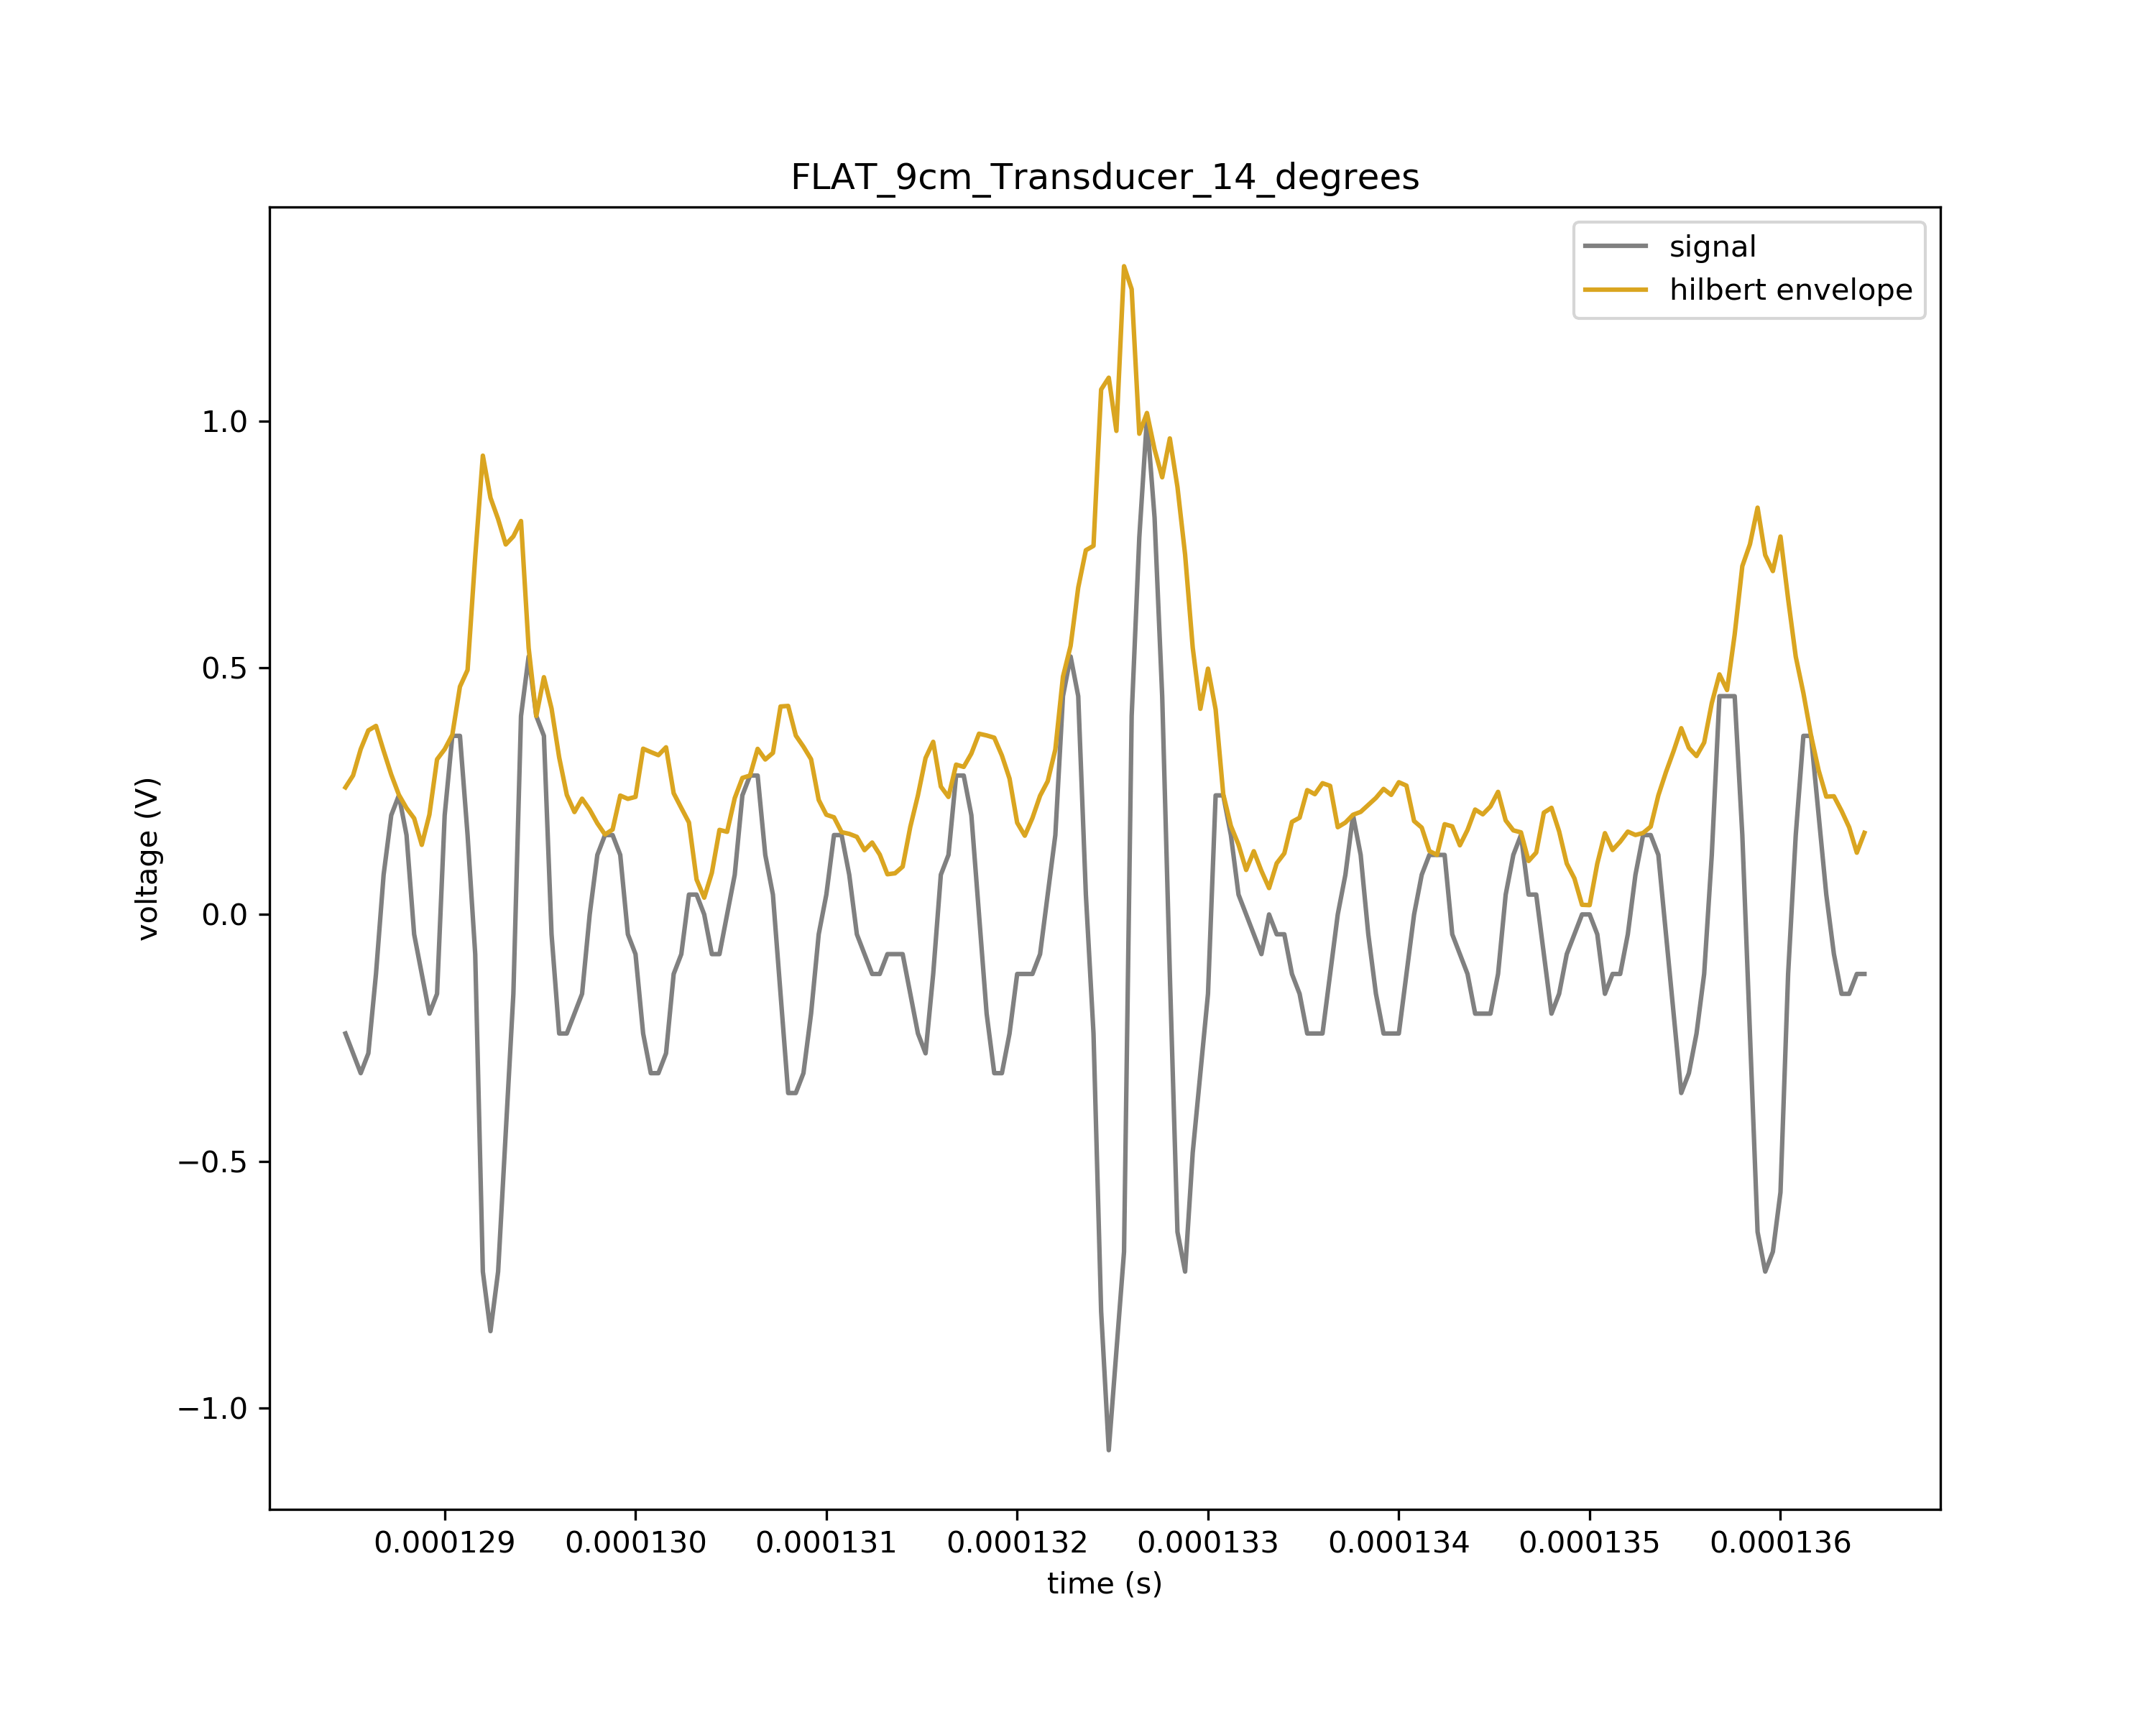 FLAT_9cm_Transducer_14_degrees
signal
hilbert envelope
1.0
0.5
0.0
−0.5
−1.0
voltage (V)
0.000129 0.000130 0.000131 0.000132 0.000133 0.000134 0.000135 0.000136
time (s)